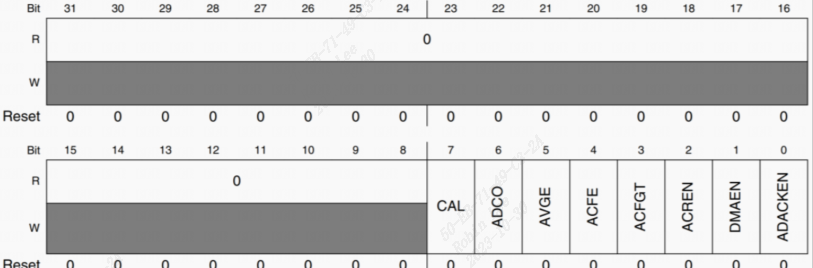 Bit 31 30 29 28 27 26 25 24 23 22 21 20 19 18 17 16
R 0
W
Reset 0 0 0 0 0 0 0 0 0 0 0 0 0 0 0 0
Bit 15 14 13 12 11 10 9 8 7 6 5 4 3 2 1 0
R 0 CAL ADCO AVGE ACFE ACFGT ACREN DMAEN ADACKEN
W
Reset 0 0 0 0 0 0 0 0 0 0 0 0 0 0 0 0